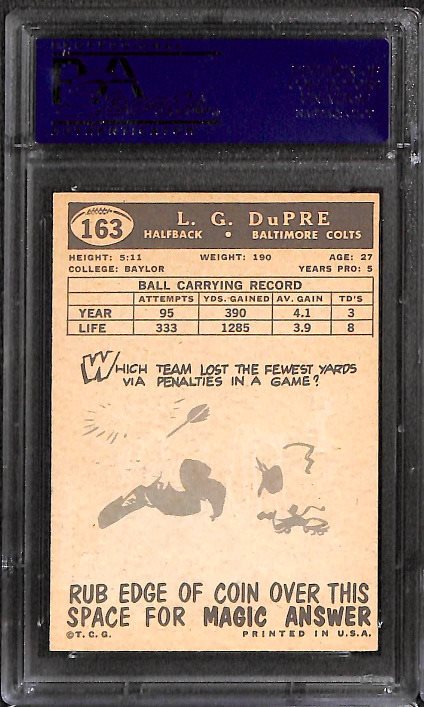 PSA
163
L. G. DuPRE
HALFBACK • BALTIMORE COLTS
HEIGHT: 5:11 WEIGHT: 190 AGE: 27
COLLEGE: BAYLOR YEARS PRO: 5
BALL CARRYING RECORD
ATTEMPTS YDS. GAINED AV. GAIN TD'S
YEAR 95 390 4.1 3
LIFE 333 1285 3.9 8
WHICH TEAM LOST THE FEWEST YARDS
VIA PENALTIES IN A GAME?
RUB EDGE OF COIN OVER THIS
SPACE FOR MAGIC ANSWER
©T.C.G. PRINTED IN U.S.A.